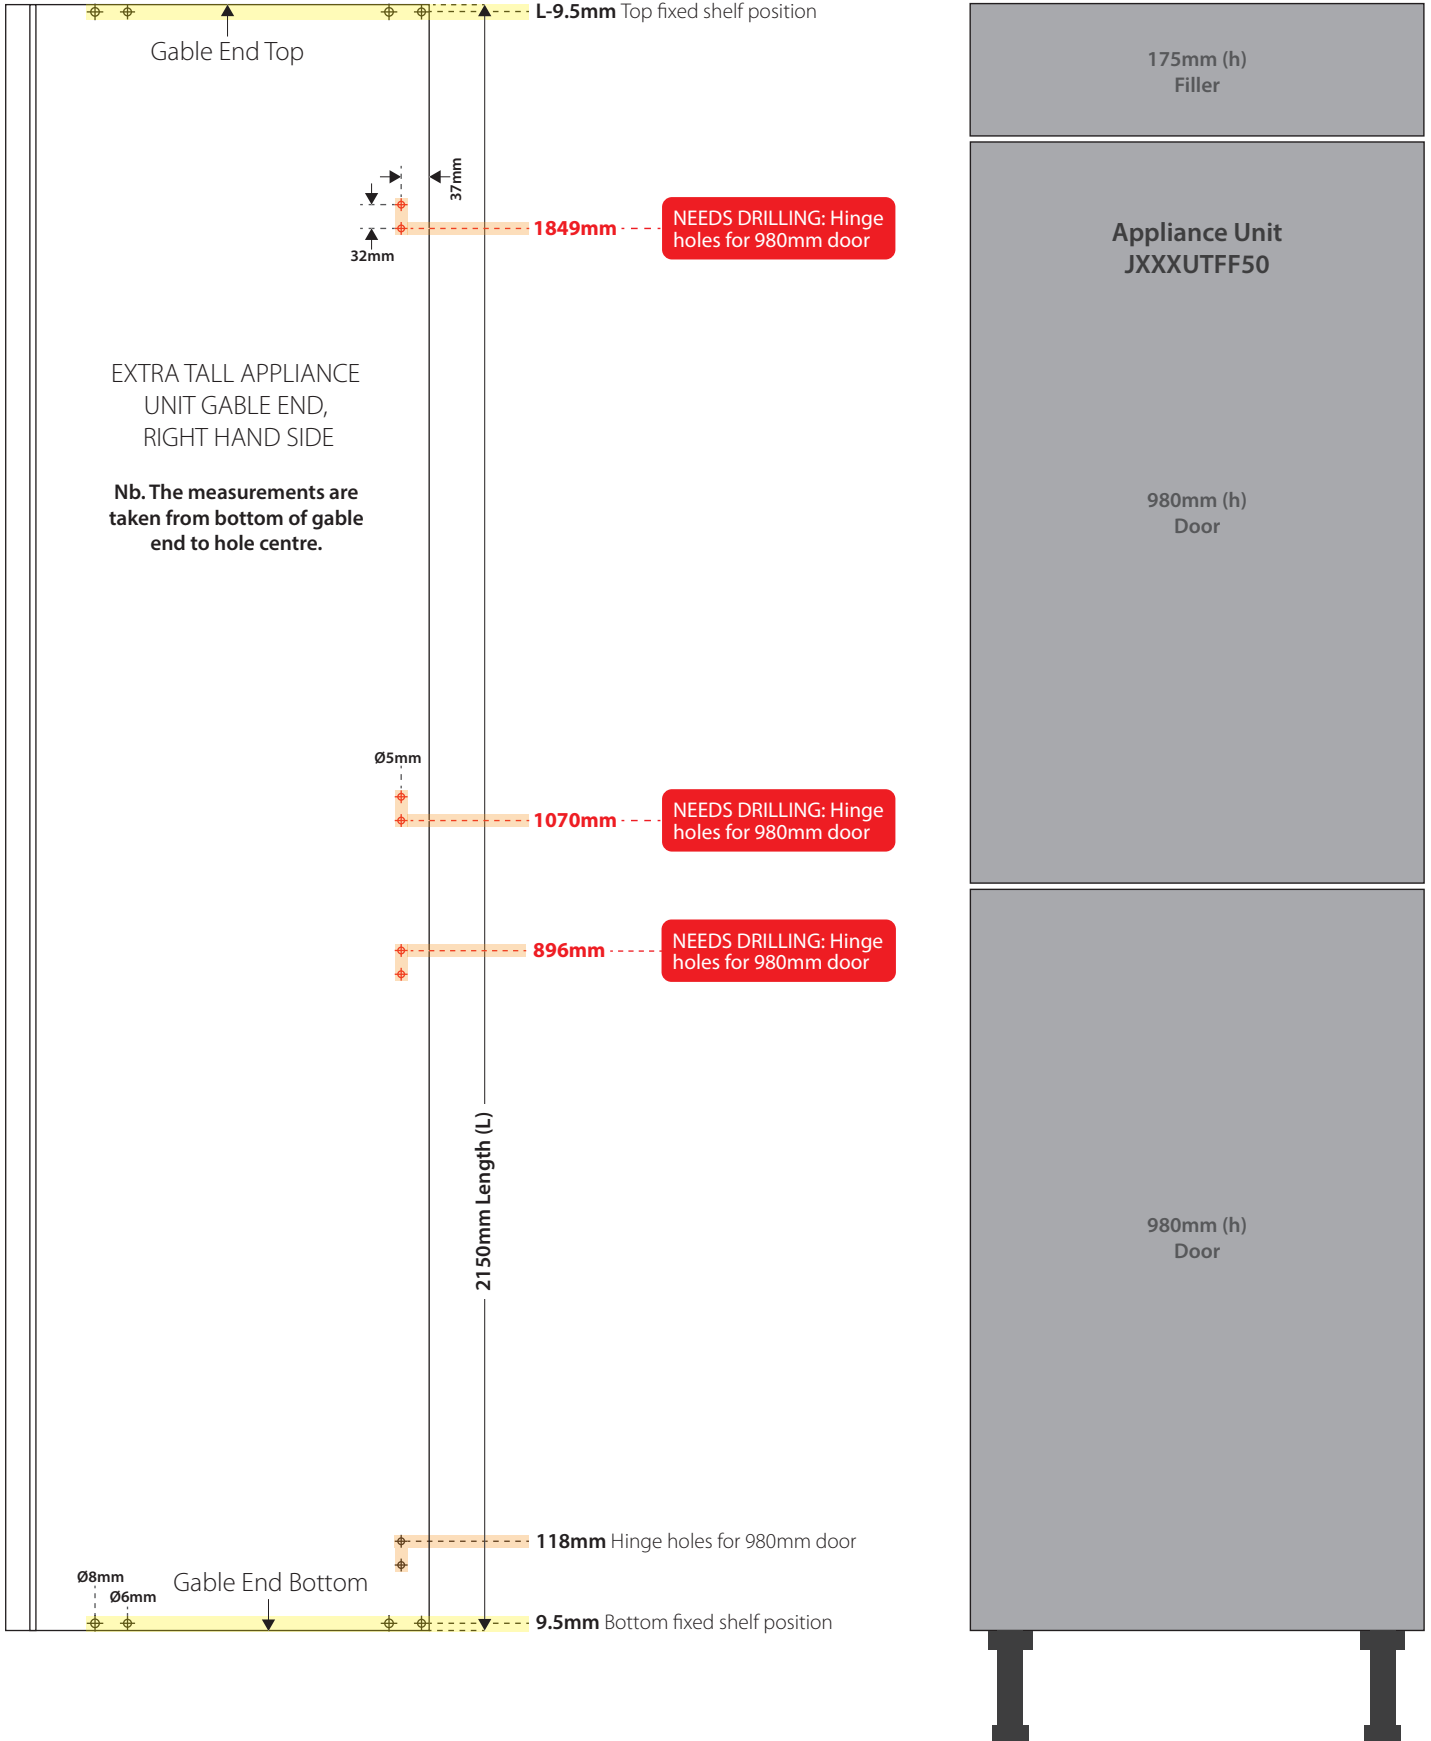 L-9.5mm Top fixed shelf position
Gable End Top
37mm
32mm
1849mm
NEEDS DRILLING: Hinge
holes for 980mm door
EXTRA TALL APPLIANCE
UNIT GABLE END,
RIGHT HAND SIDE
Nb. The measurements are
taken from bottom of gable
end to hole centre.
Ø5mm
1070mm
NEEDS DRILLING: Hinge
holes for 980mm door
896mm
NEEDS DRILLING: Hinge
holes for 980mm door
2150mm Length (L)
118mm Hinge holes for 980mm door
Ø8mm
Ø6mm
Gable End Bottom
9.5mm Bottom fixed shelf position
175mm (h)
Filler
Appliance Unit
JXXXUTFF50
980mm (h)
Door
980mm (h)
Door